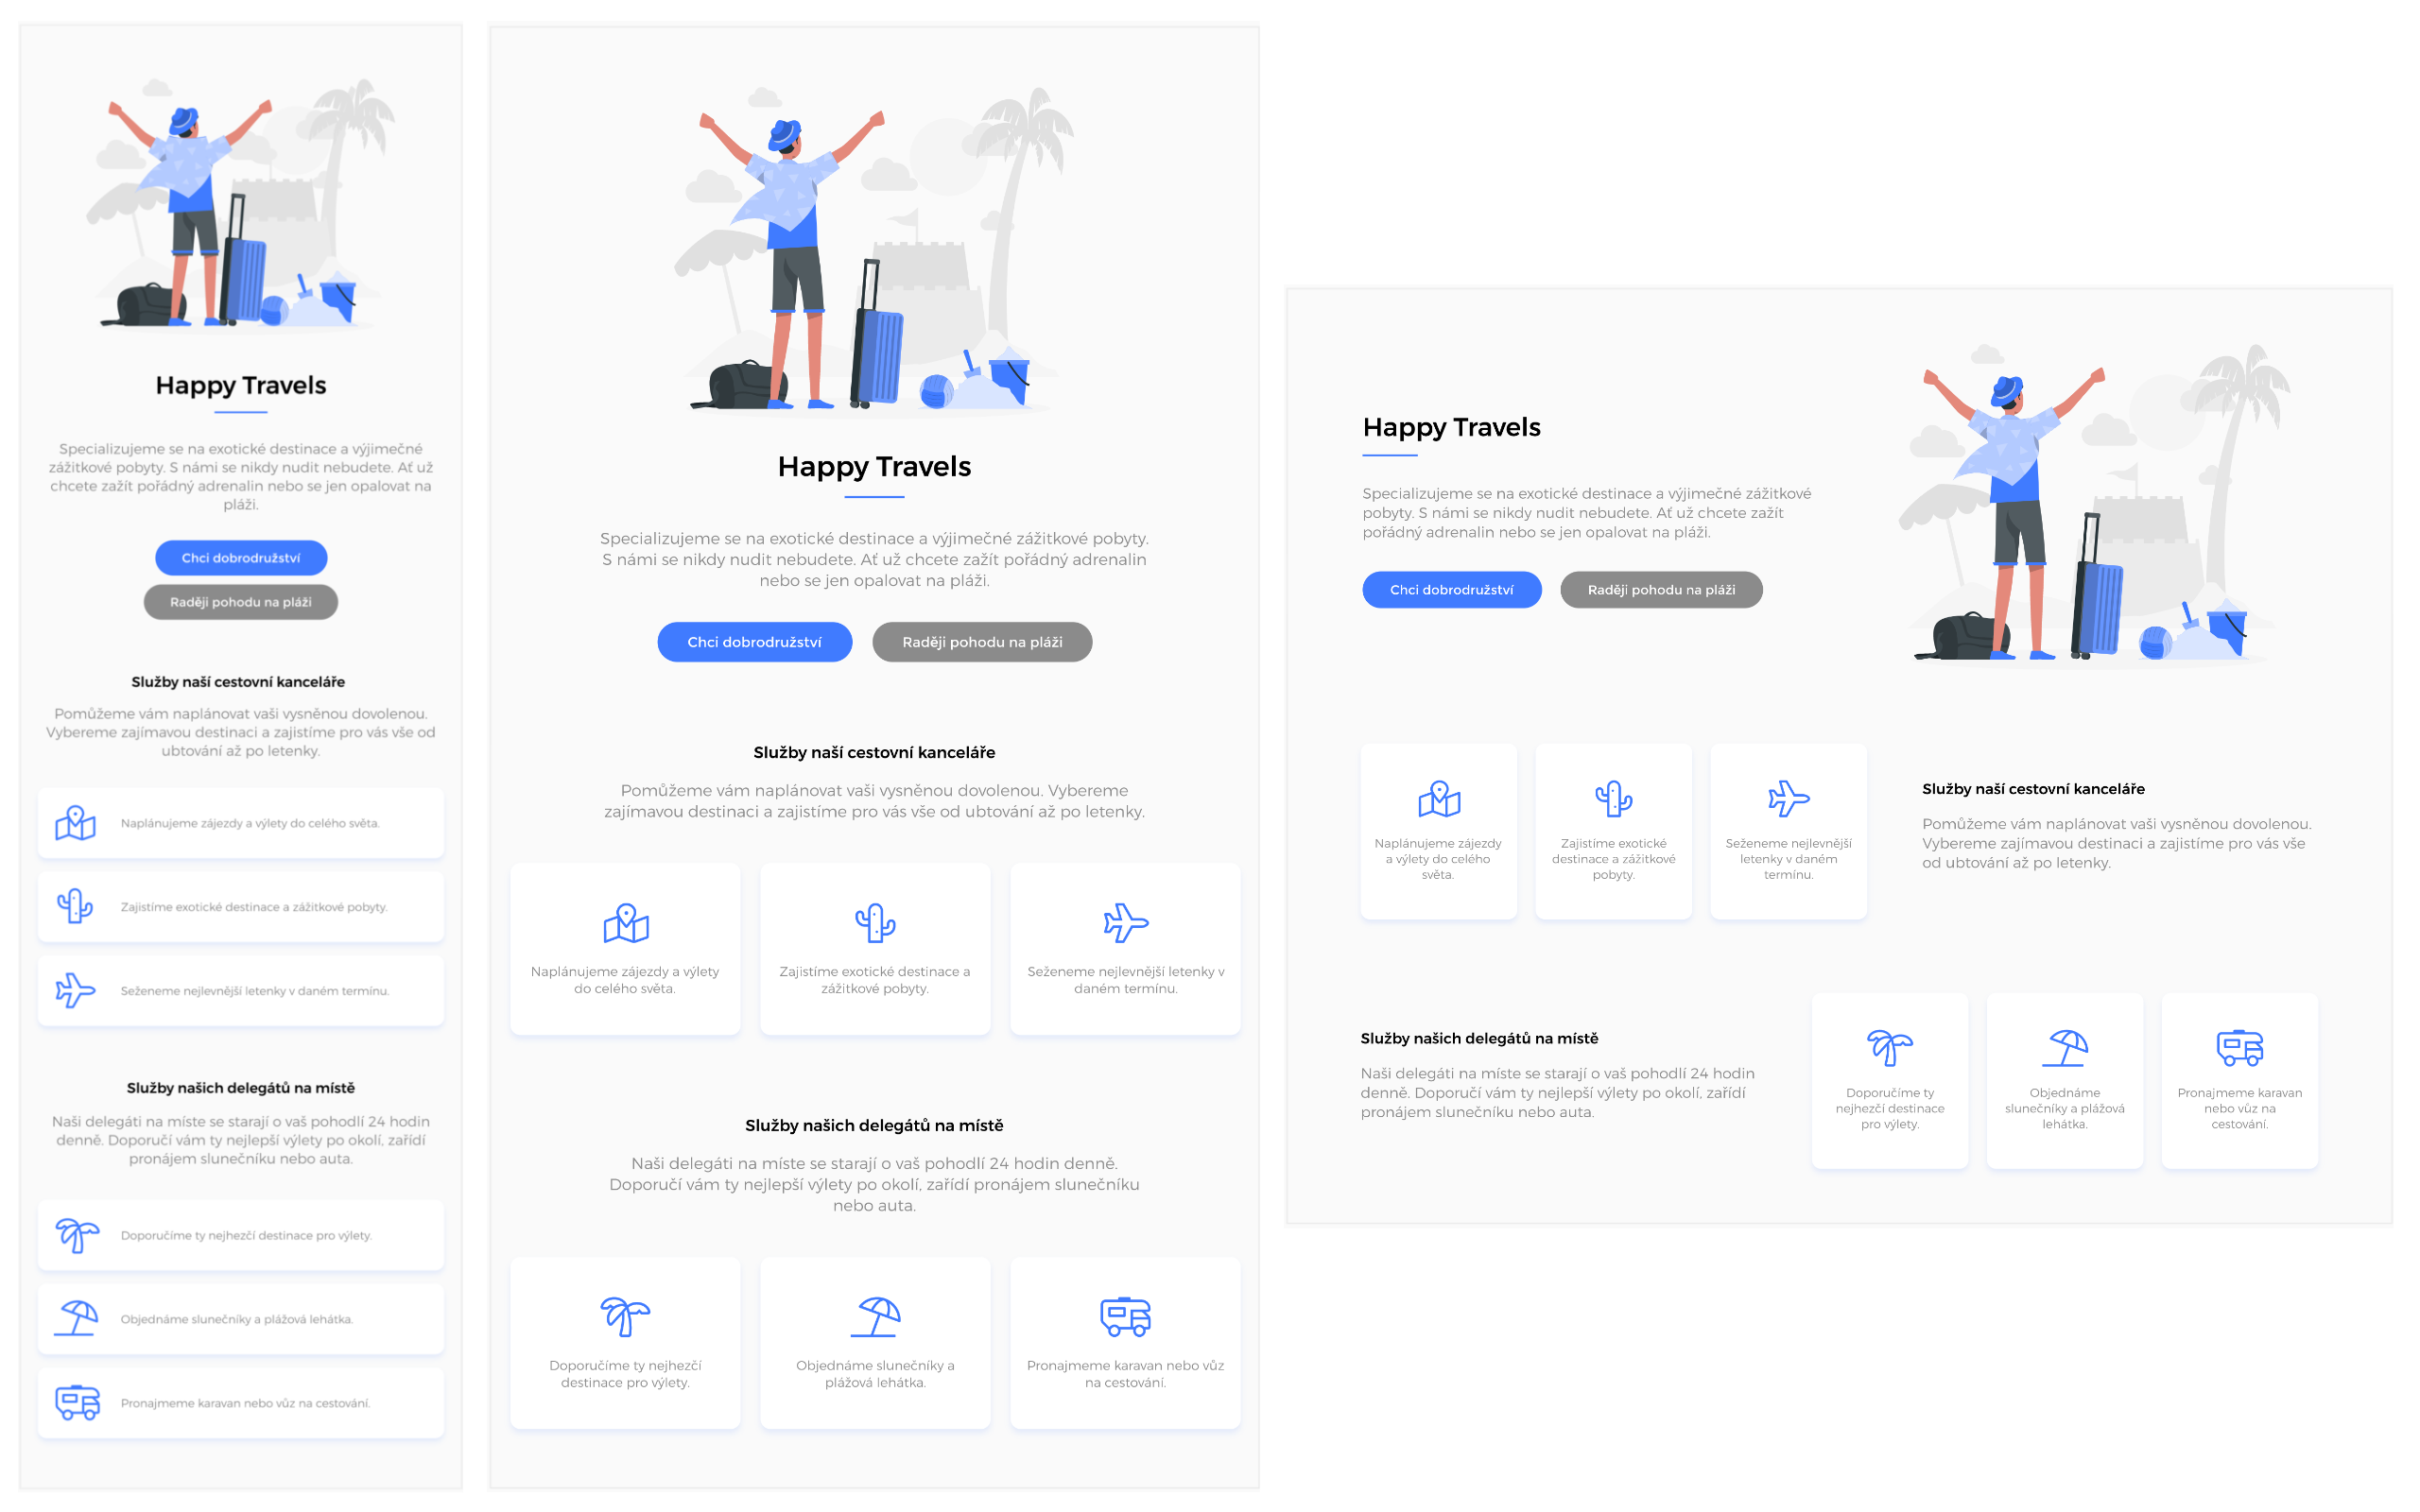 Happy Travels
Specializujeme se na exotické destinace a výjimečné
zážitkové pobyty. S námi se nikdy nudit nebudete. Ať už
chcete zažít pořádný adrenalin nebo se jen opalovat na
pláži.
Chci dobrodružství
Raději pohodu na pláži
Služby naší cestovní kanceláře
Pomůžeme vám naplánovat vaši vysněnou dovolenou.
Vybereme zajímavou destinaci a zajistíme pro vás vše od
ubtování až po letenky.
Naplánujeme zájezdy a výlety do celého světa.
Zajistíme exotické destinace a zážitkové pobyty.
Seženeme nejlevnější letenky v daném termínu.
Služby našich delegátů na místě
Naši delegáti na míste se starají o vaš pohodlí 24 hodin
denně. Doporučí vám ty nejlepší výlety po okolí, zařídí
pronájem slunečníku nebo auta.
Doporučíme ty nejhezčí destinace pro výlety.
Objednáme slunečníky a plážová lehátka.
Pronajmeme karavan nebo vůz na cestování.
Happy Travels
Specializujeme se na exotické destinace a výjimečné zážitkové pobyty.
S námi se nikdy nudit nebudete. Ať už chcete zažít pořádný adrenalin
nebo se jen opalovat na pláži.
Chci dobrodružství
Raději pohodu na pláži
Služby naší cestovní kanceláře
Pomůžeme vám naplánovat vaši vysněnou dovolenou. Vybereme
zajímavou destinaci a zajistíme pro vás vše od ubtování až po letenky.
Naplánujeme zájezdy a výlety
do celého světa.
Zajistíme exotické destinace a
zážitkové pobyty.
Seženeme nejlevnější letenky v
daném termínu.
Služby našich delegátů na místě
Naši delegáti na míste se starají o vaš pohodlí 24 hodin denně.
Doporučí vám ty nejlepší výlety po okolí, zařídí pronájem slunečníku
nebo auta.
Doporučíme ty nejhezčí
destinace pro výlety.
Objednáme slunečníky a
plážová lehátka.
Pronajmeme karavan nebo vůz
na cestování.
Happy Travels
Specializujeme se na exotické destinace a výjimečné zážitkové
pobyty. S námi se nikdy nudit nebudete. Ať už chcete zažít
pořádný adrenalin nebo se jen opalovat na pláži.
Chci dobrodružství
Raději pohodu na pláži
Naplánujeme zájezdy
a výlety do celého
světa.
Zajistíme exotické
destinace a zážitkové
pobyty.
Seženeme nejlevnější
letenky v daném
termínu.
Služby naší cestovní kanceláře
Pomůžeme vám naplánovat vaši vysněnou dovolenou.
Vybereme zajímavou destinaci a zajistíme pro vás vše
od ubtování až po letenky.
Služby našich delegátů na místě
Naši delegáti na míste se starají o vaš pohodlí 24 hodin
denně. Doporučí vám ty nejlepší výlety po okolí, zařídí
pronájem slunečníku nebo auta.
Doporučíme ty
nejhezčí destinace
pro výlety.
Objednáme
slunečníky a plážová
lehátka.
Pronajmeme karavan
nebo vůz na
cestování.